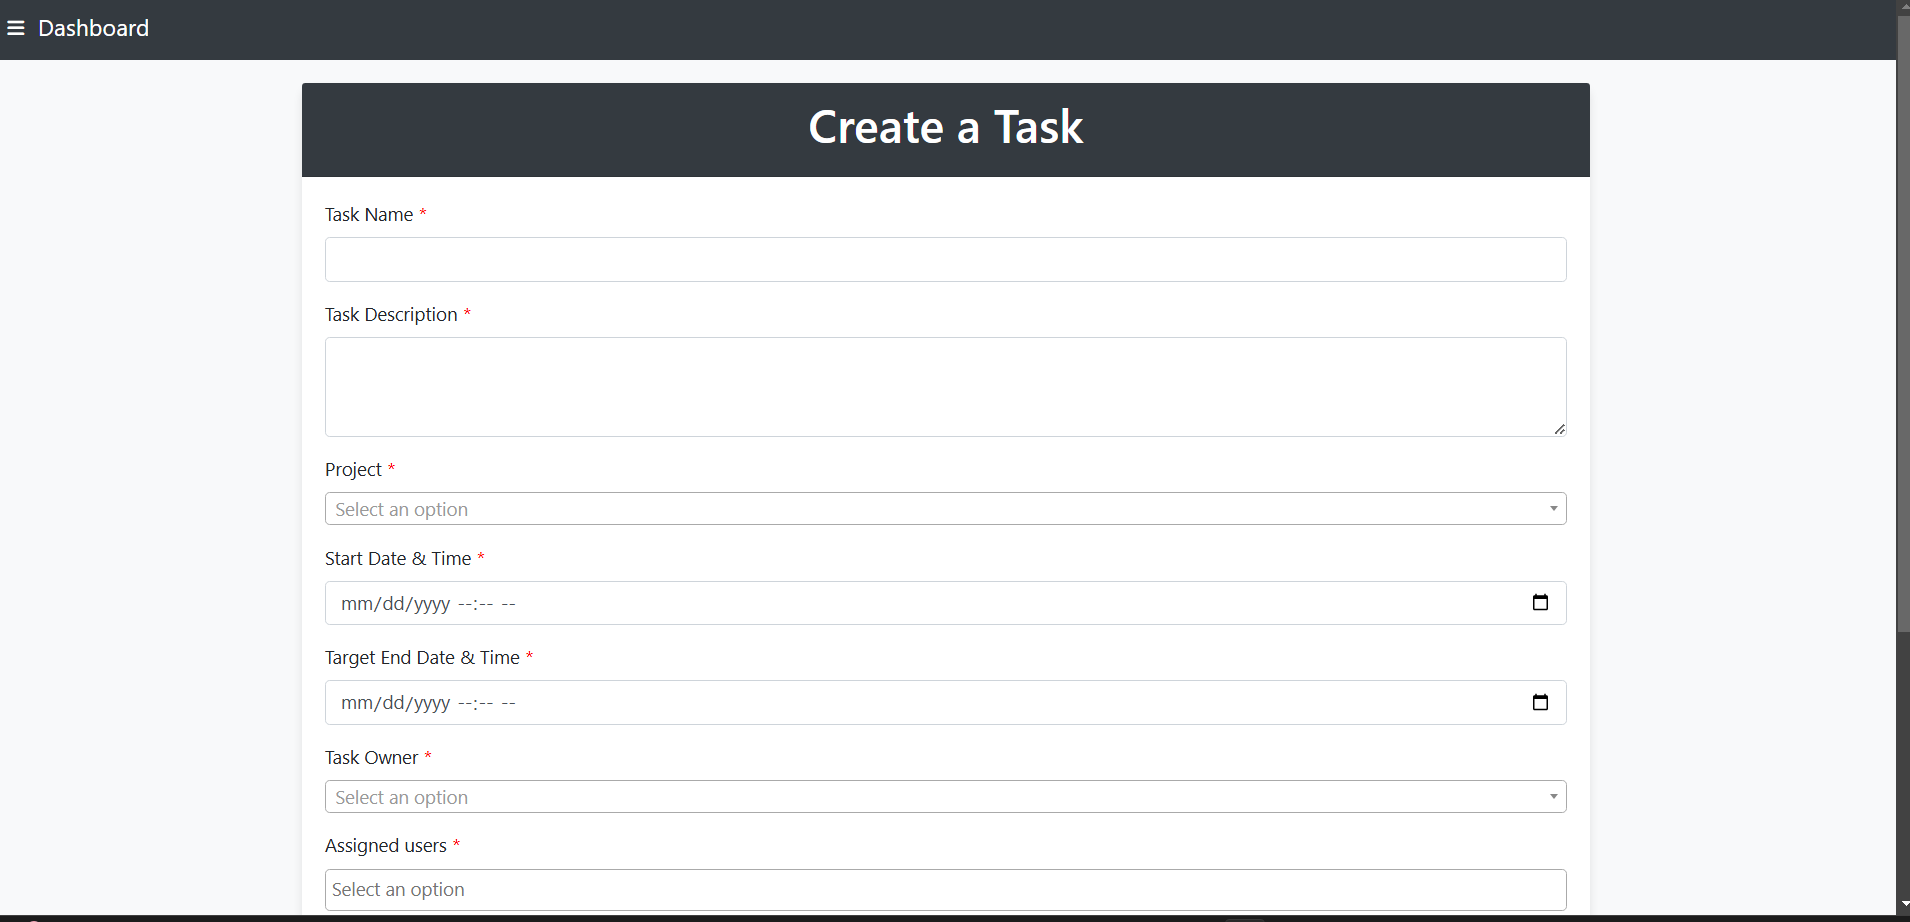 Dashboard
Create a Task
Task Name *
Task Description *
Project *
Select an option
Start Date & Time *
mm/dd/yyyy --:-- --
Target End Date & Time *
mm/dd/yyyy --:-- --
Task Owner *
Select an option
Assigned users *
Select an option